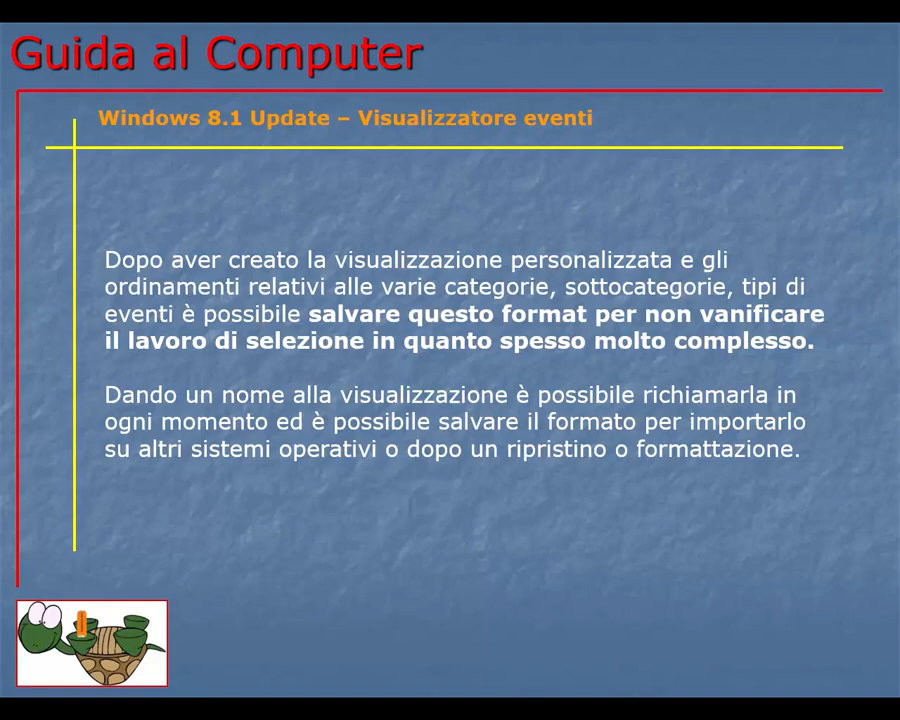 Guida al Computer
Windows 8.1 Update – Visualizzatore eventi
Dopo aver creato la visualizzazione personalizzata e gli
ordinamenti relativi alle varie categorie, sottocategorie, tipi di
eventi è possibile salvare questo format per non vanificare
il lavoro di selezione in quanto spesso molto complesso.
Dando un nome alla visualizzazione è possibile richiamarla in
ogni momento ed è possibile salvare il formato per importarlo
su altri sistemi operativi o dopo un ripristino o formattazione.